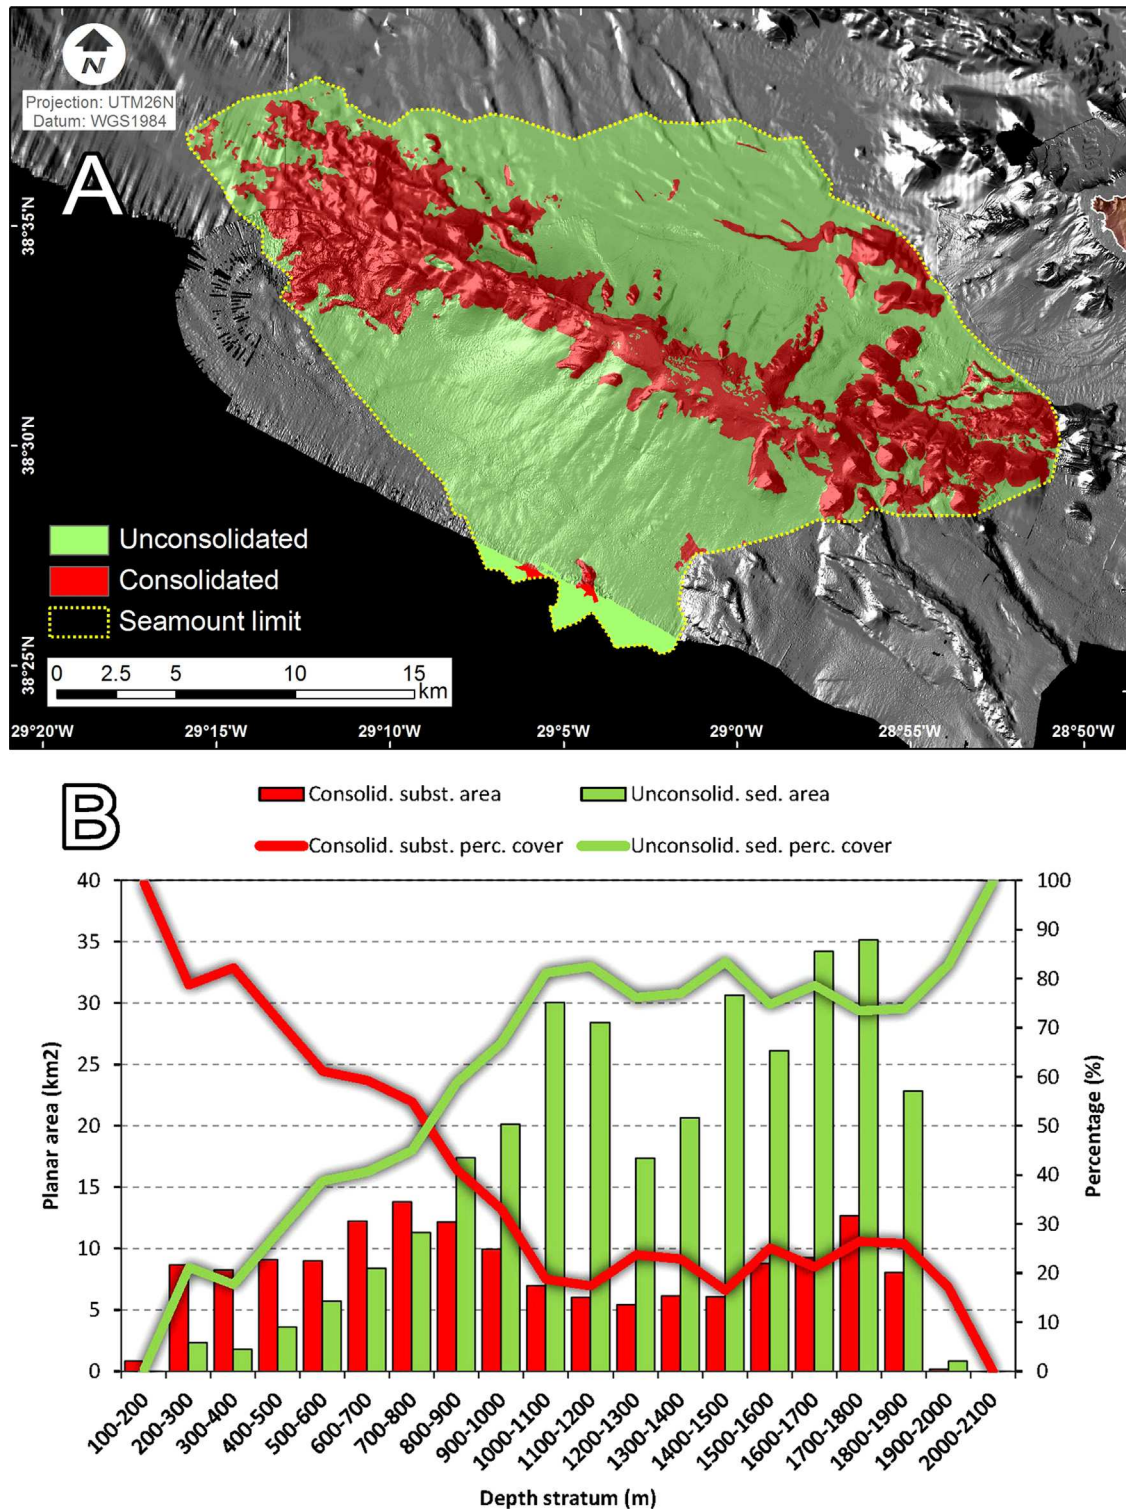 N
Projection: UTM26N
Datum: WGS1984
A
38°35'N
38°30'N
38°25'N
Unconsolidated
Consolidated
Seamount limit
0 2.5 5 10 15
km
29°20'W 29°15'W 29°10'W 29°5'W 29°0'W 28°55'W 28°50'W
B
Consolid. subst. area Unconsolid. sed. area
Consolid. subst. perc. cover Unconsolid. sed. perc. cover
Planar area (km2)
40
35
30
25
20
15
10
5
0
100
90
80
70
60
50
40
30
20
10
0
Percentage (%)
100-200 200-300 300-400 400-500 500-600 600-700 700-800 800-900 900-1000 1000-1100 1100-1200 1200-1300 1300-1400 1400-1500 1500-1600 1600-1700 1700-1800 1800-1900 1900-2000 2000-2100
Depth stratum (m)